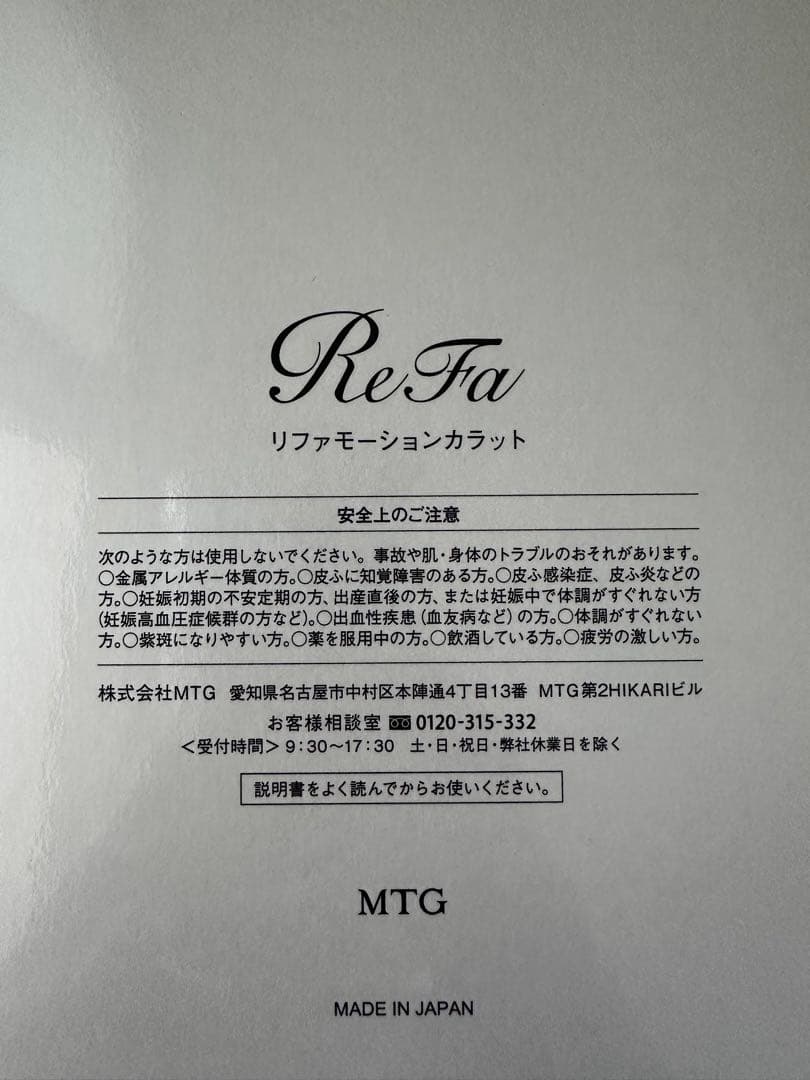 ReFa
リファモーションカラット
安全上のご注意
次のような方は使用しないでください。事故や肌・身体のトラブルのおそれがあります。
○金属アレルギー体質の方。○皮ふに知覚障害のある方。○皮ふ感染症、皮ふ炎などの
方。○妊娠初期の不安定期の方、出産直後の方、または妊娠中で体調がすぐれない方
(妊娠高血圧症候群の方など)。○出血性疾患(血友病など)の方。○体調がすぐれない
方。○紫斑になりやすい方。○薬を服用中の方。○飲酒している方。○疲労の激しい方。
株式会社MTG 愛知県名古屋市中村区本陣通4丁目13番 MTG第2HIKARIビル
お客様相談室 0120-315-332
＜受付時間＞9:30～17:30 土・日・祝日・弊社休業日を除く
説明書をよく読んでからお使いください。
MTG
MADE IN JAPAN